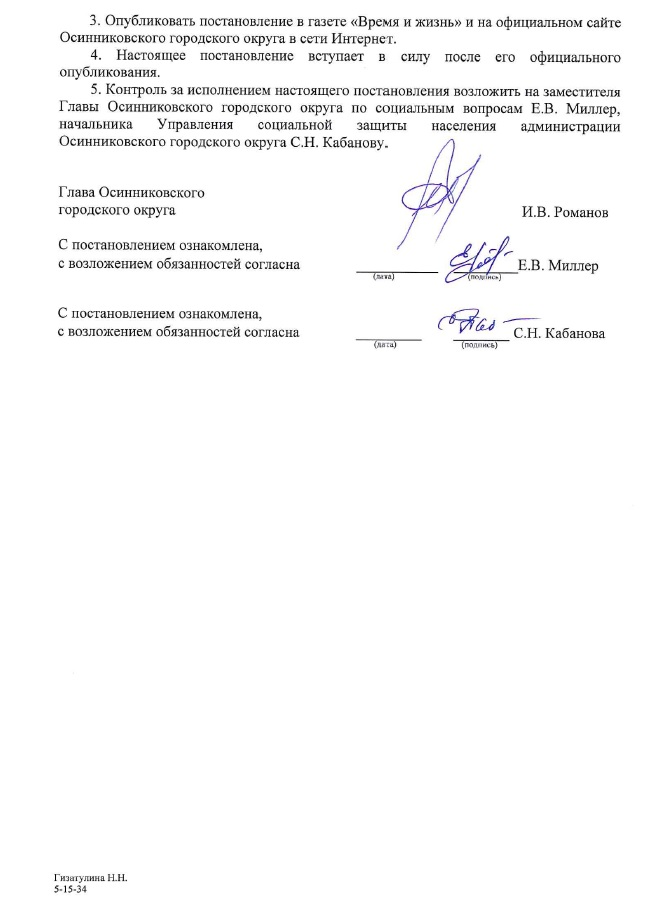 3. Опубликовать постановление в газете «Время и жизнь» и на официальном сайте
Осинниковского городского округа в сети Интернет.
4. Настоящее постановление вступает в силу после его официального
опубликования.
5. Контроль за исполнением настоящего постановления возложить на заместителя
Главы Осинниковского городского округа по социальным вопросам Е.В. Миллер,
начальника Управления социальной защиты населения администрации
Осинниковского городского округа С.Н. Кабанову.
Глава Осинниковского
городского округа И.В. Романов
С постановлением ознакомлена,
с возложением обязанностей согласна Е.В. Миллер
(дата) (подпись)
С постановлением ознакомлена,
с возложением обязанностей согласна С.Н. Кабанова
(дата) (подпись)
Гизатулина Н.Н.
5-15-34